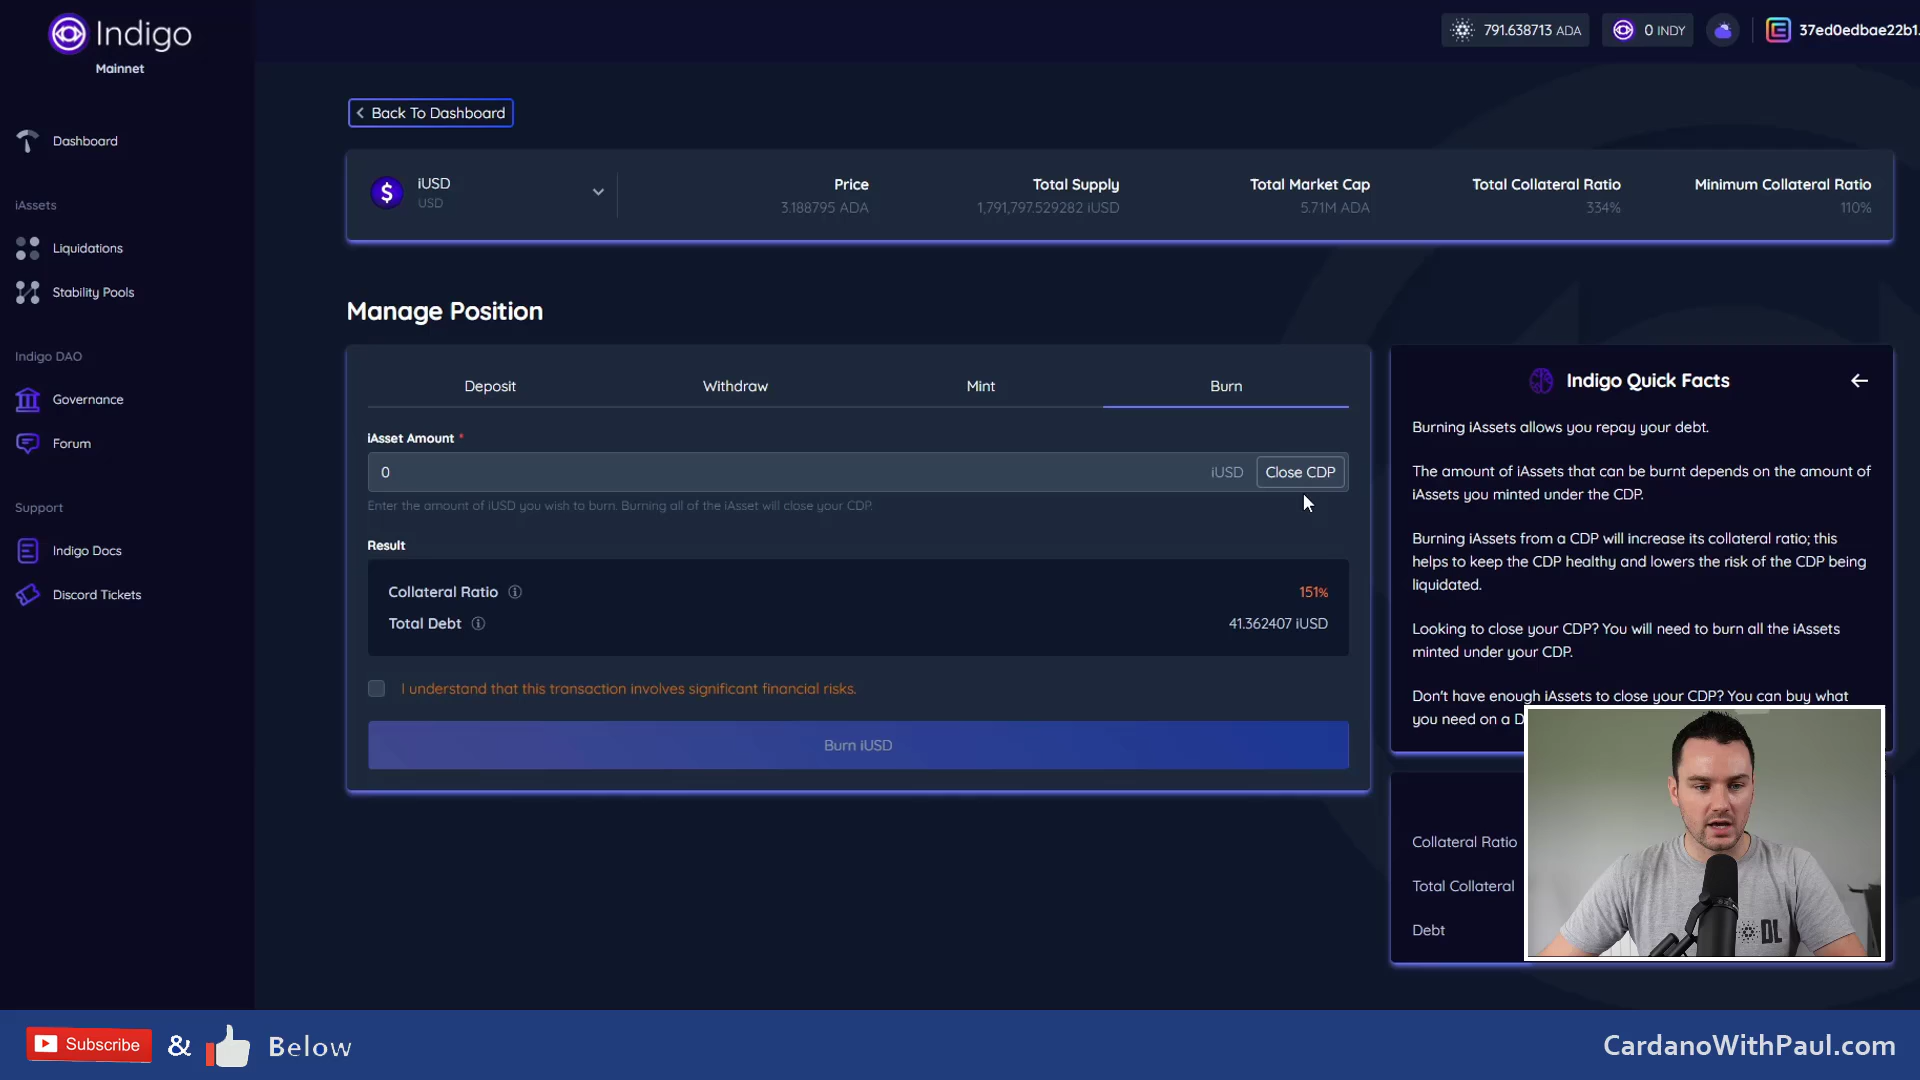 Indigo
Mainnet
791.638713 ADA
0 INDY
37ed0edbae22b1.
Back To Dashboard
Dashboard
iAssets
Liquidations
Stability Pools
Indigo DAO
Governance
Forum
Support
Indigo Docs
Discord Tickets
iUSD
USD
Price
3.188795 ADA
Total Supply
1,791,797.529282 iUSD
Total Market Cap
5.71M ADA
Total Collateral Ratio
334%
Minimum Collateral Ratio
110%
Manage Position
Deposit
Withdraw
Mint
Burn
iAsset Amount *
0
iUSD
Close CDP
Enter the amount of iUSD you wish to burn. Burning all of the iAsset will close your CDP.
Result
Collateral Ratio
151%
Total Debt
41.362407 iUSD
I understand that this transaction involves significant financial risks.
Burn iUSD
Indigo Quick Facts
Burning iAssets allows you repay your debt.
The amount of iAssets that can be burnt depends on the amount of
iAssets you minted under the CDP.
Burning iAssets from a CDP will increase its collateral ratio; this
helps to keep the CDP healthy and lowers the risk of the CDP being
liquidated.
Looking to close your CDP? You will need to burn all the iAssets
minted under your CDP.
Don't have enough iAssets to close your CDP? You can buy what
you need on a D
Collateral Ratio
Total Collateral
Debt
DL
Subscribe & Below
CardanoWithPaul.com